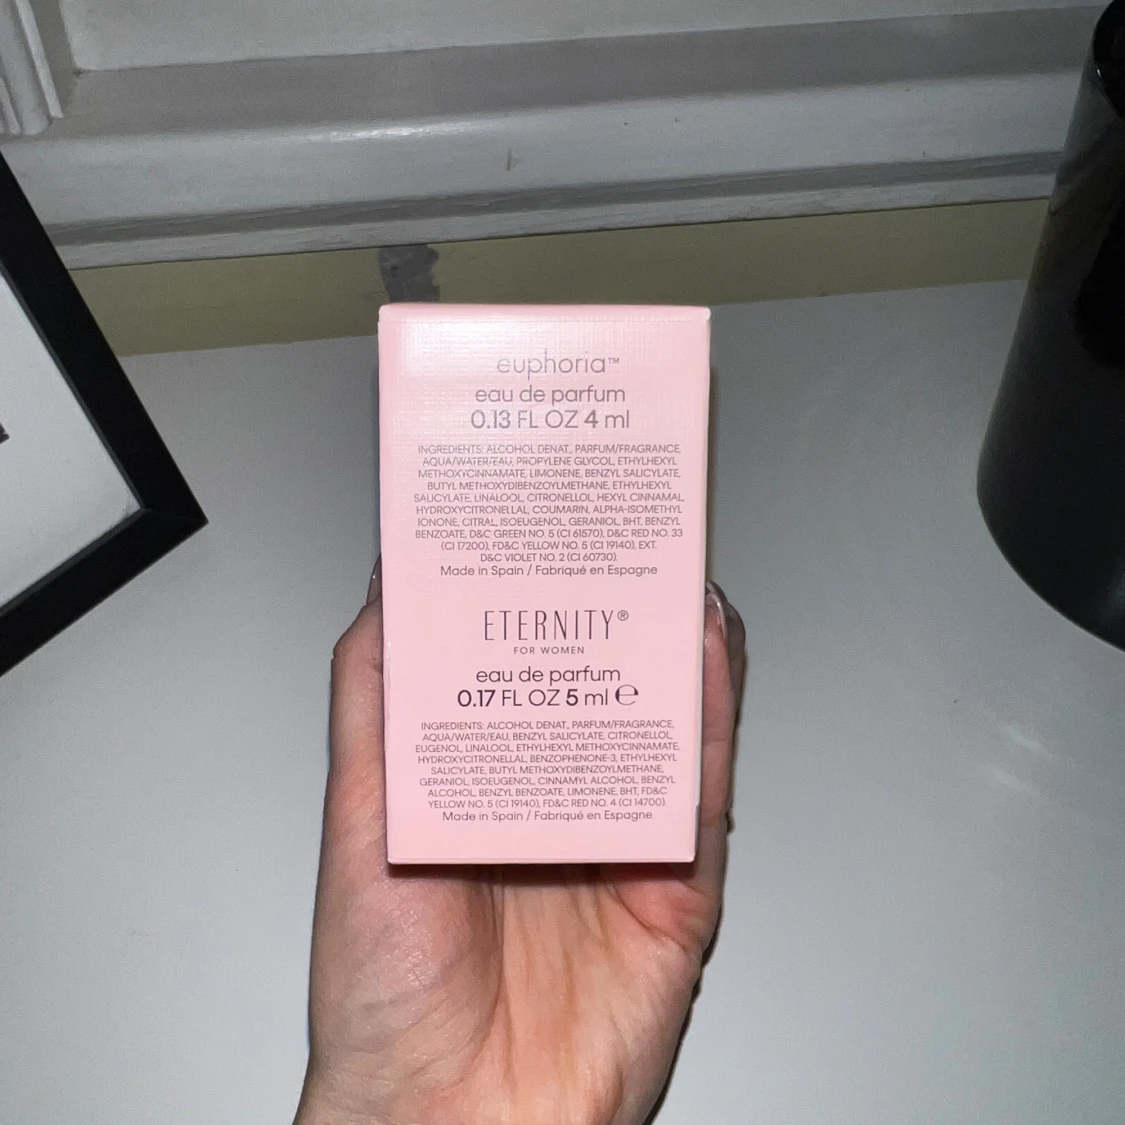 euphoria™
eau de parfum
0.13 FL OZ 4 ml
INGREDIENTS: ALCOHOL DENAT., PARFUM/FRAGRANCE,
AQUA/WATER/EAU, PROPYLENE GLYCOL, ETHYLHEXYL
METHOXYCINNAMATE, LIMONENE, BENZYL SALICYLATE,
BUTYL METHOXYDIBENZOYLMETHANE, ETHYLHEXYL
SALICYLATE, LINALOOL, CITRONELLOL, HEXYL CINNAMAL,
HYDROXYCITRONELLAL, COUMARIN, ALPHA-ISOMETHYL
IONONE, CITRAL, ISOEUGENOL, GERANIOL, BHT, BENZYL
BENZOATE, D&C GREEN NO. 5 (CI 61570), D&C RED NO. 33
(CI 17200), FD&C YELLOW NO. 5 (CI 19140), EXT.
D&C VIOLET NO. 2 (CI 60730).
Made in Spain / Fabriqué en Espagne
ETERNITY®
FOR WOMEN
eau de parfum
0.17 FL OZ 5 ml ℮
INGREDIENTS: ALCOHOL DENAT., PARFUM/FRAGRANCE,
AQUA/WATER/EAU, BENZYL SALICYLATE, CITRONELLOL,
EUGENOL, LINALOOL, ETHYLHEXYL METHOXYCINNAMATE,
HYDROXYCITRONELLAL, BENZOPHENONE-3, ETHYLHEXYL
SALICYLATE, BUTYL METHOXYDIBENZOYLMETHANE,
GERANIOL, ISOEUGENOL, CINNAMYL ALCOHOL, BENZYL
ALCOHOL, BENZYL BENZOATE, LIMONENE, BHT, FD&C
YELLOW NO. 5 (CI 19140), FD&C RED NO. 4 (CI 14700).
Made in Spain / Fabriqué en Espagne